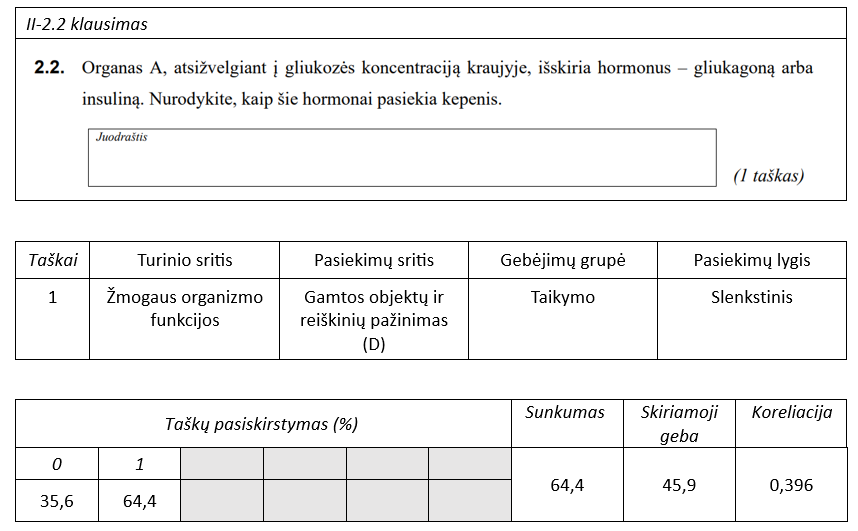 II-2.2 klausimas
2.2. Organas A, atsižvelgiant į gliukozės koncentraciją kraujyje, išskiria hormonus – gliukagoną arba
insuliną. Nurodykite, kaip šie hormonai pasiekia kepenis.
Juodraštis
(1 taškas)
Taškai Turinio sritis Pasiekimų sritis Gebėjimų grupė Pasiekimų lygis
1 Žmogaus organizmo funkcijos Gamtos objektų ir reiškinių pažinimas (D) Taikymo Slenkstinis
Taškų pasiskirstymas (%) Sunkumas Skiriamoji geba Koreliacija
0 1
35,6 64,4 64,4 45,9 0,396